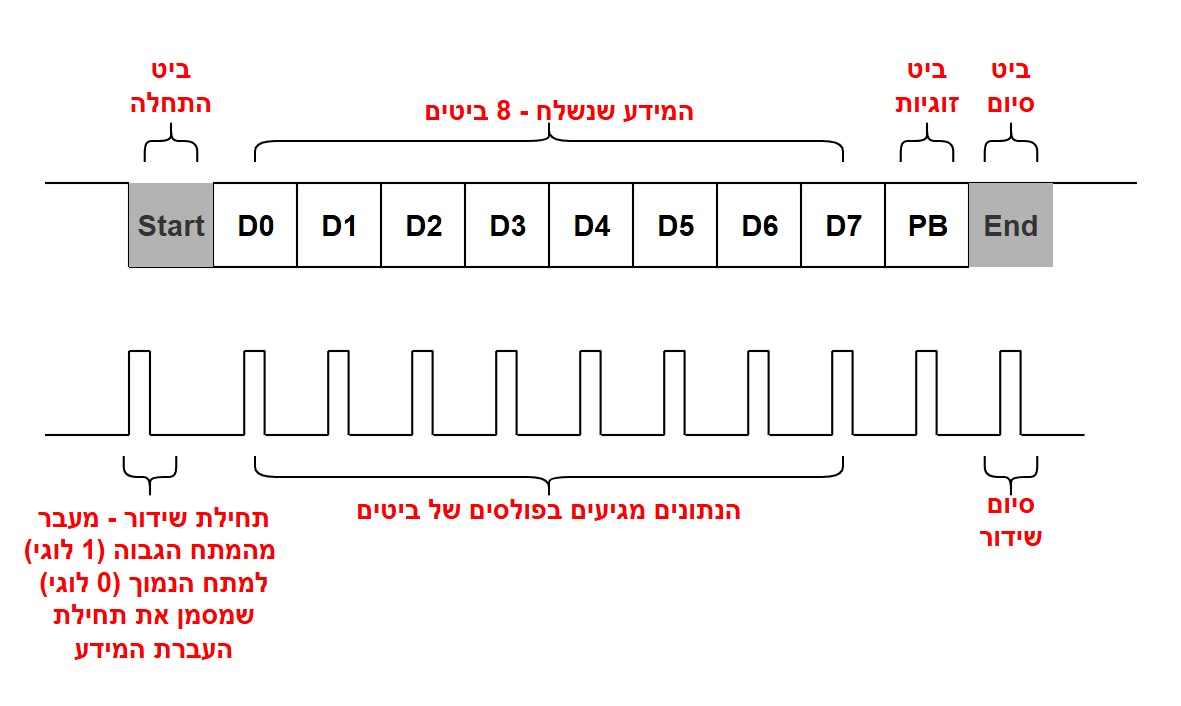 ביט
התחלה
המידע שנשלח - 8 ביטים
ביט
זוגיות
ביט
סיום
Start D0 D1 D2 D3 D4 D5 D6 D7 PB End
תחילת שידור - מעבר
מהמתח הגבוה (1 לוגי)
למתח הנמוך (0 לוגי)
שמסמן את תחילת
העברת המידע
הנתונים מגיעים בפולסים של ביטים
סיום
שידור